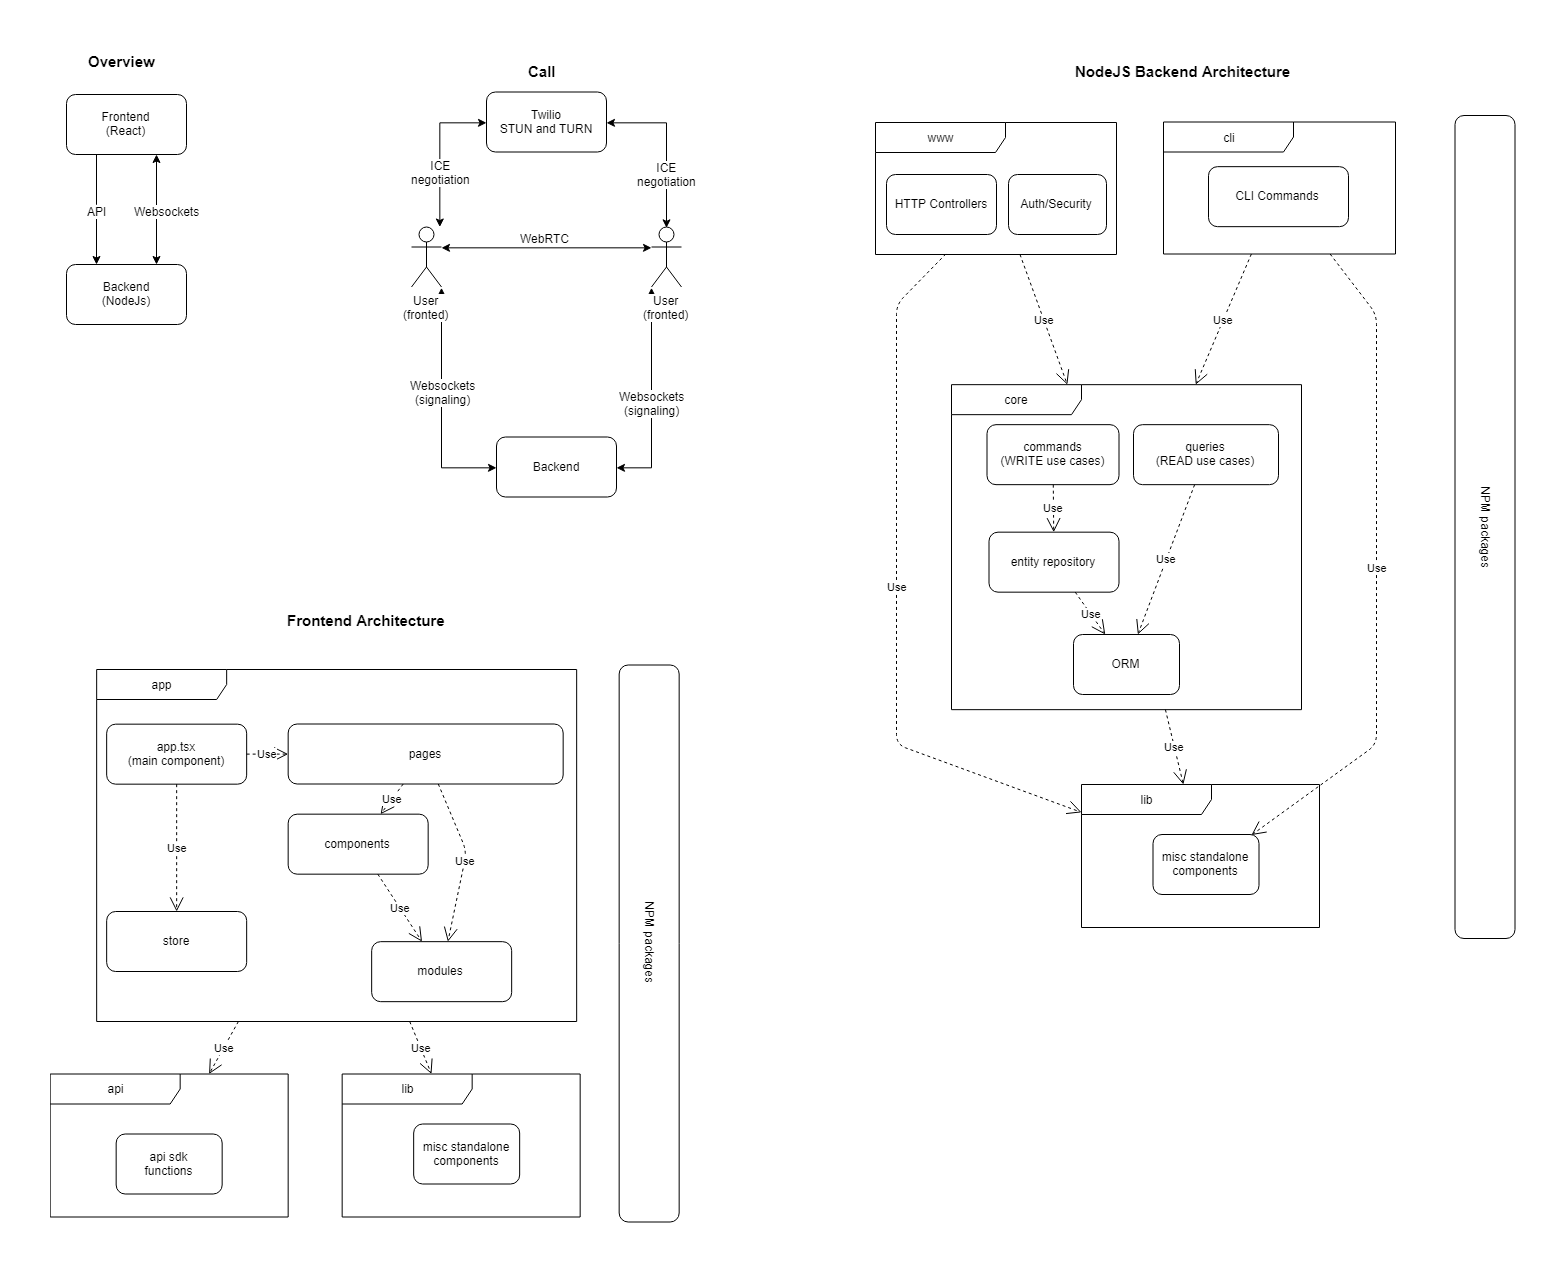 Overview
Frontend
(React)
API
Websockets
Backend
(NodeJs)
Call
Twilio
STUN and TURN
ICE
negotiation
ICE
negotiation
WebRTC
User
(fronted)
User
(fronted)
Websockets
(signaling)
Websockets
(signaling)
Backend
NodeJS Backend Architecture
www
HTTP Controllers
Auth/Security
cli
CLI Commands
Use
Use
core
commands
(WRITE use cases)
queries
(READ use cases)
Use
entity repository
Use
Use
Use
Use
ORM
Use
lib
misc standalone
components
NPM packages
Frontend Architecture
app
app.tsx
(main component)
Use
pages
Use
components
Use
Use
Use
store
modules
Use
Use
api
api sdk
functions
lib
misc standalone
components
NPM packages